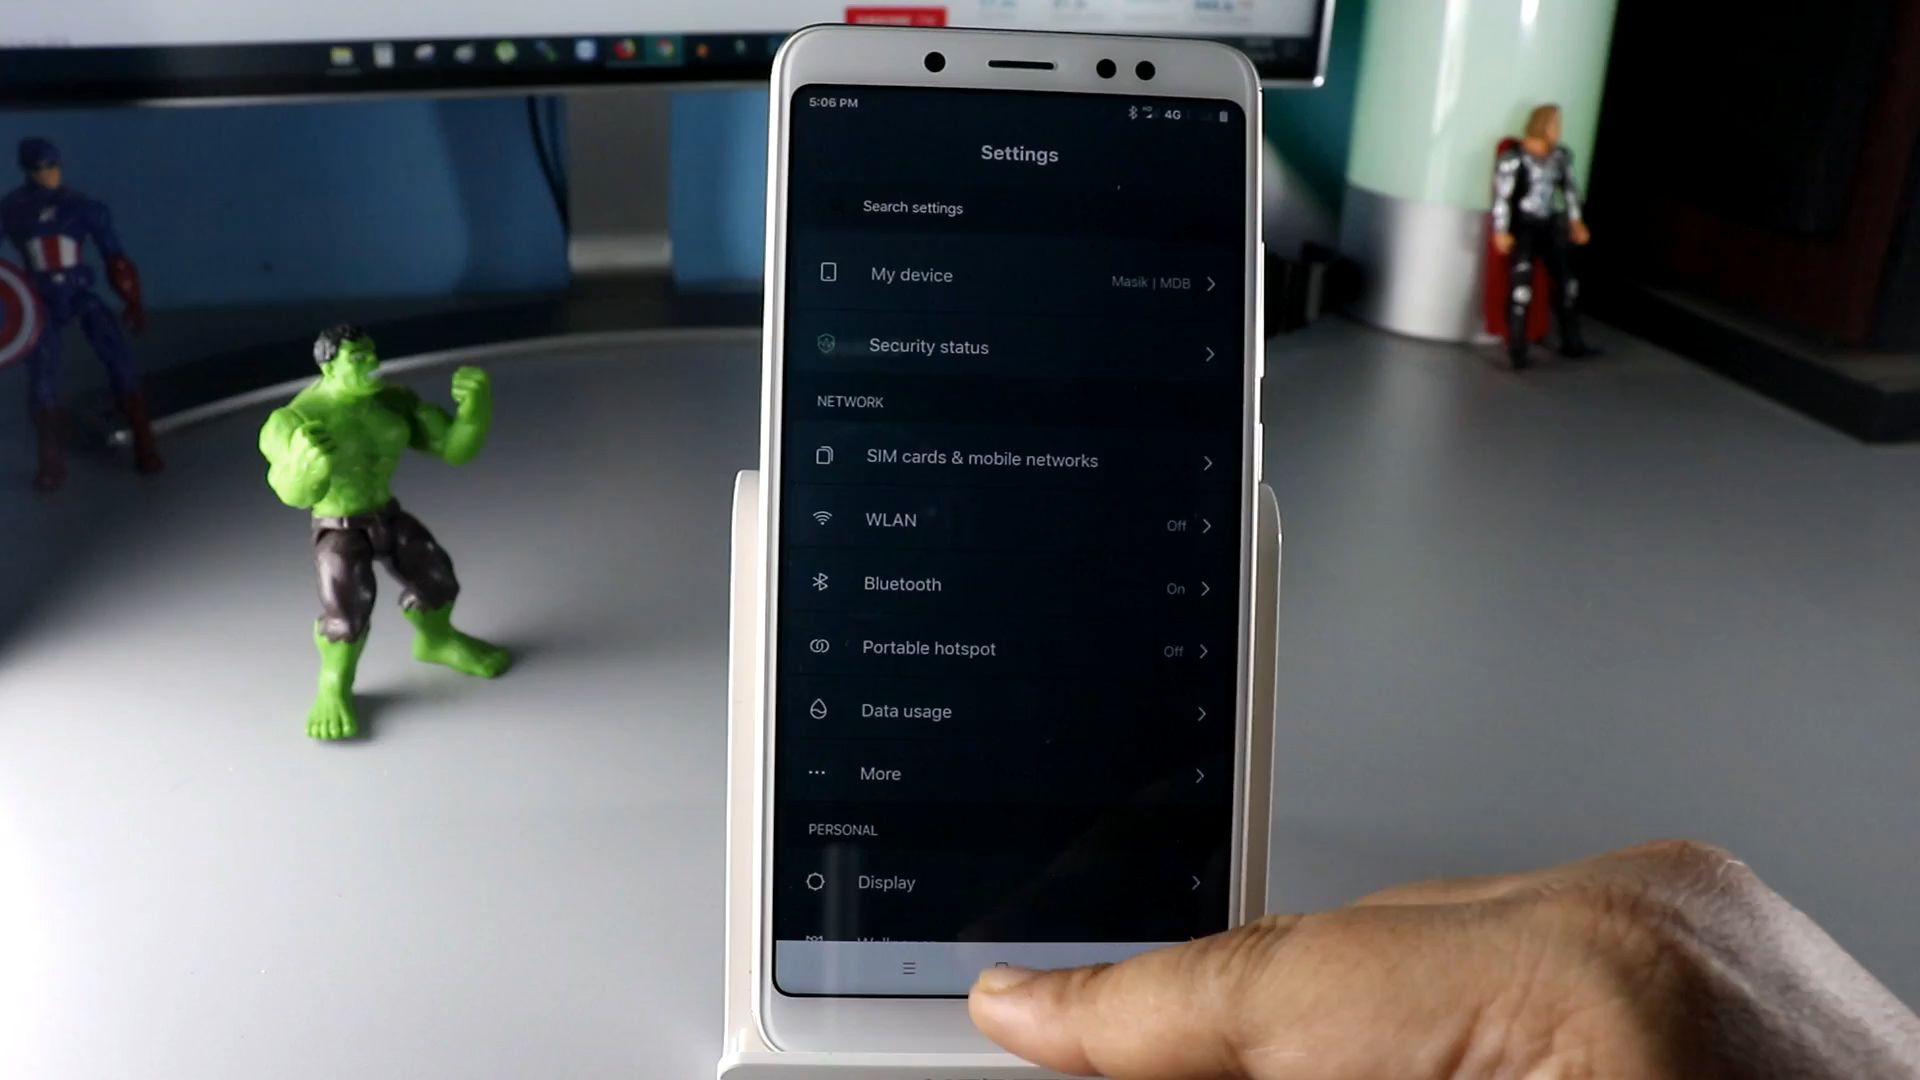 5:06 PM
4G
Settings
Search settings
My device
Masik | MDB
Security status
NETWORK
SIM cards & mobile networks
WLAN
Off
Bluetooth
On
Portable hotspot
Off
Data usage
More
PERSONAL
Display